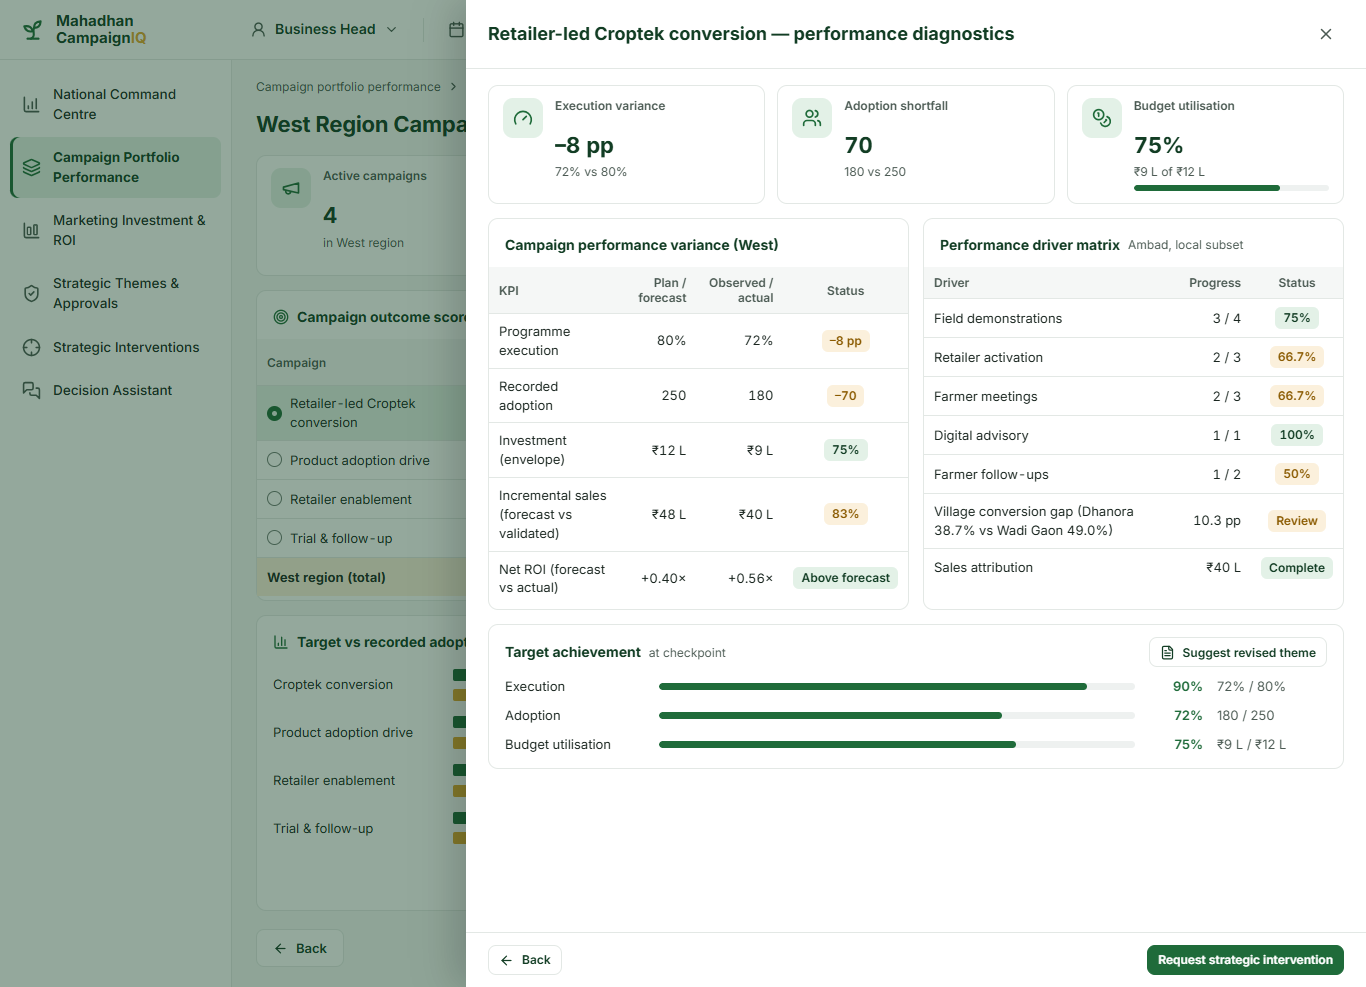 Mahadhan
CampaignIQ
Business Head
National Command
Centre
Campaign Portfolio
Performance
Marketing Investment &
ROI
Strategic Themes &
Approvals
Strategic Interventions
Decision Assistant
Campaign portfolio performance
West Region Campa
Active campaigns
4
in West region
Campaign outcome scor
Campaign
Retailer-led Croptek
conversion
Product adoption drive
Retailer enablement
Trial & follow-up
West region (total)
Target vs recorded adopt
Croptek conversion
Product adoption drive
Retailer enablement
Trial & follow-up
Back
Retailer-led Croptek conversion — performance diagnostics
Execution variance
−8 pp
72% vs 80%
Adoption shortfall
70
180 vs 250
Budget utilisation
75%
₹9 L of ₹12 L
Campaign performance variance (West)
KPI Plan / forecast Observed / actual Status
Programme execution 80% 72% −8 pp
Recorded adoption 250 180 −70
Investment (envelope) ₹12 L ₹9 L 75%
Incremental sales (forecast vs validated) ₹48 L ₹40 L 83%
Net ROI (forecast vs actual) +0.40× +0.56× Above forecast
Performance driver matrix Ambad, local subset
Driver Progress Status
Field demonstrations 3 / 4 75%
Retailer activation 2 / 3 66.7%
Farmer meetings 2 / 3 66.7%
Digital advisory 1 / 1 100%
Farmer follow-ups 1 / 2 50%
Village conversion gap (Dhanora 38.7% vs Wadi Gaon 49.0%) 10.3 pp Review
Sales attribution ₹40 L Complete
Target achievement at checkpoint
Suggest revised theme
Execution 90% 72% / 80%
Adoption 72% 180 / 250
Budget utilisation 75% ₹9 L / ₹12 L
Back
Request strategic intervention